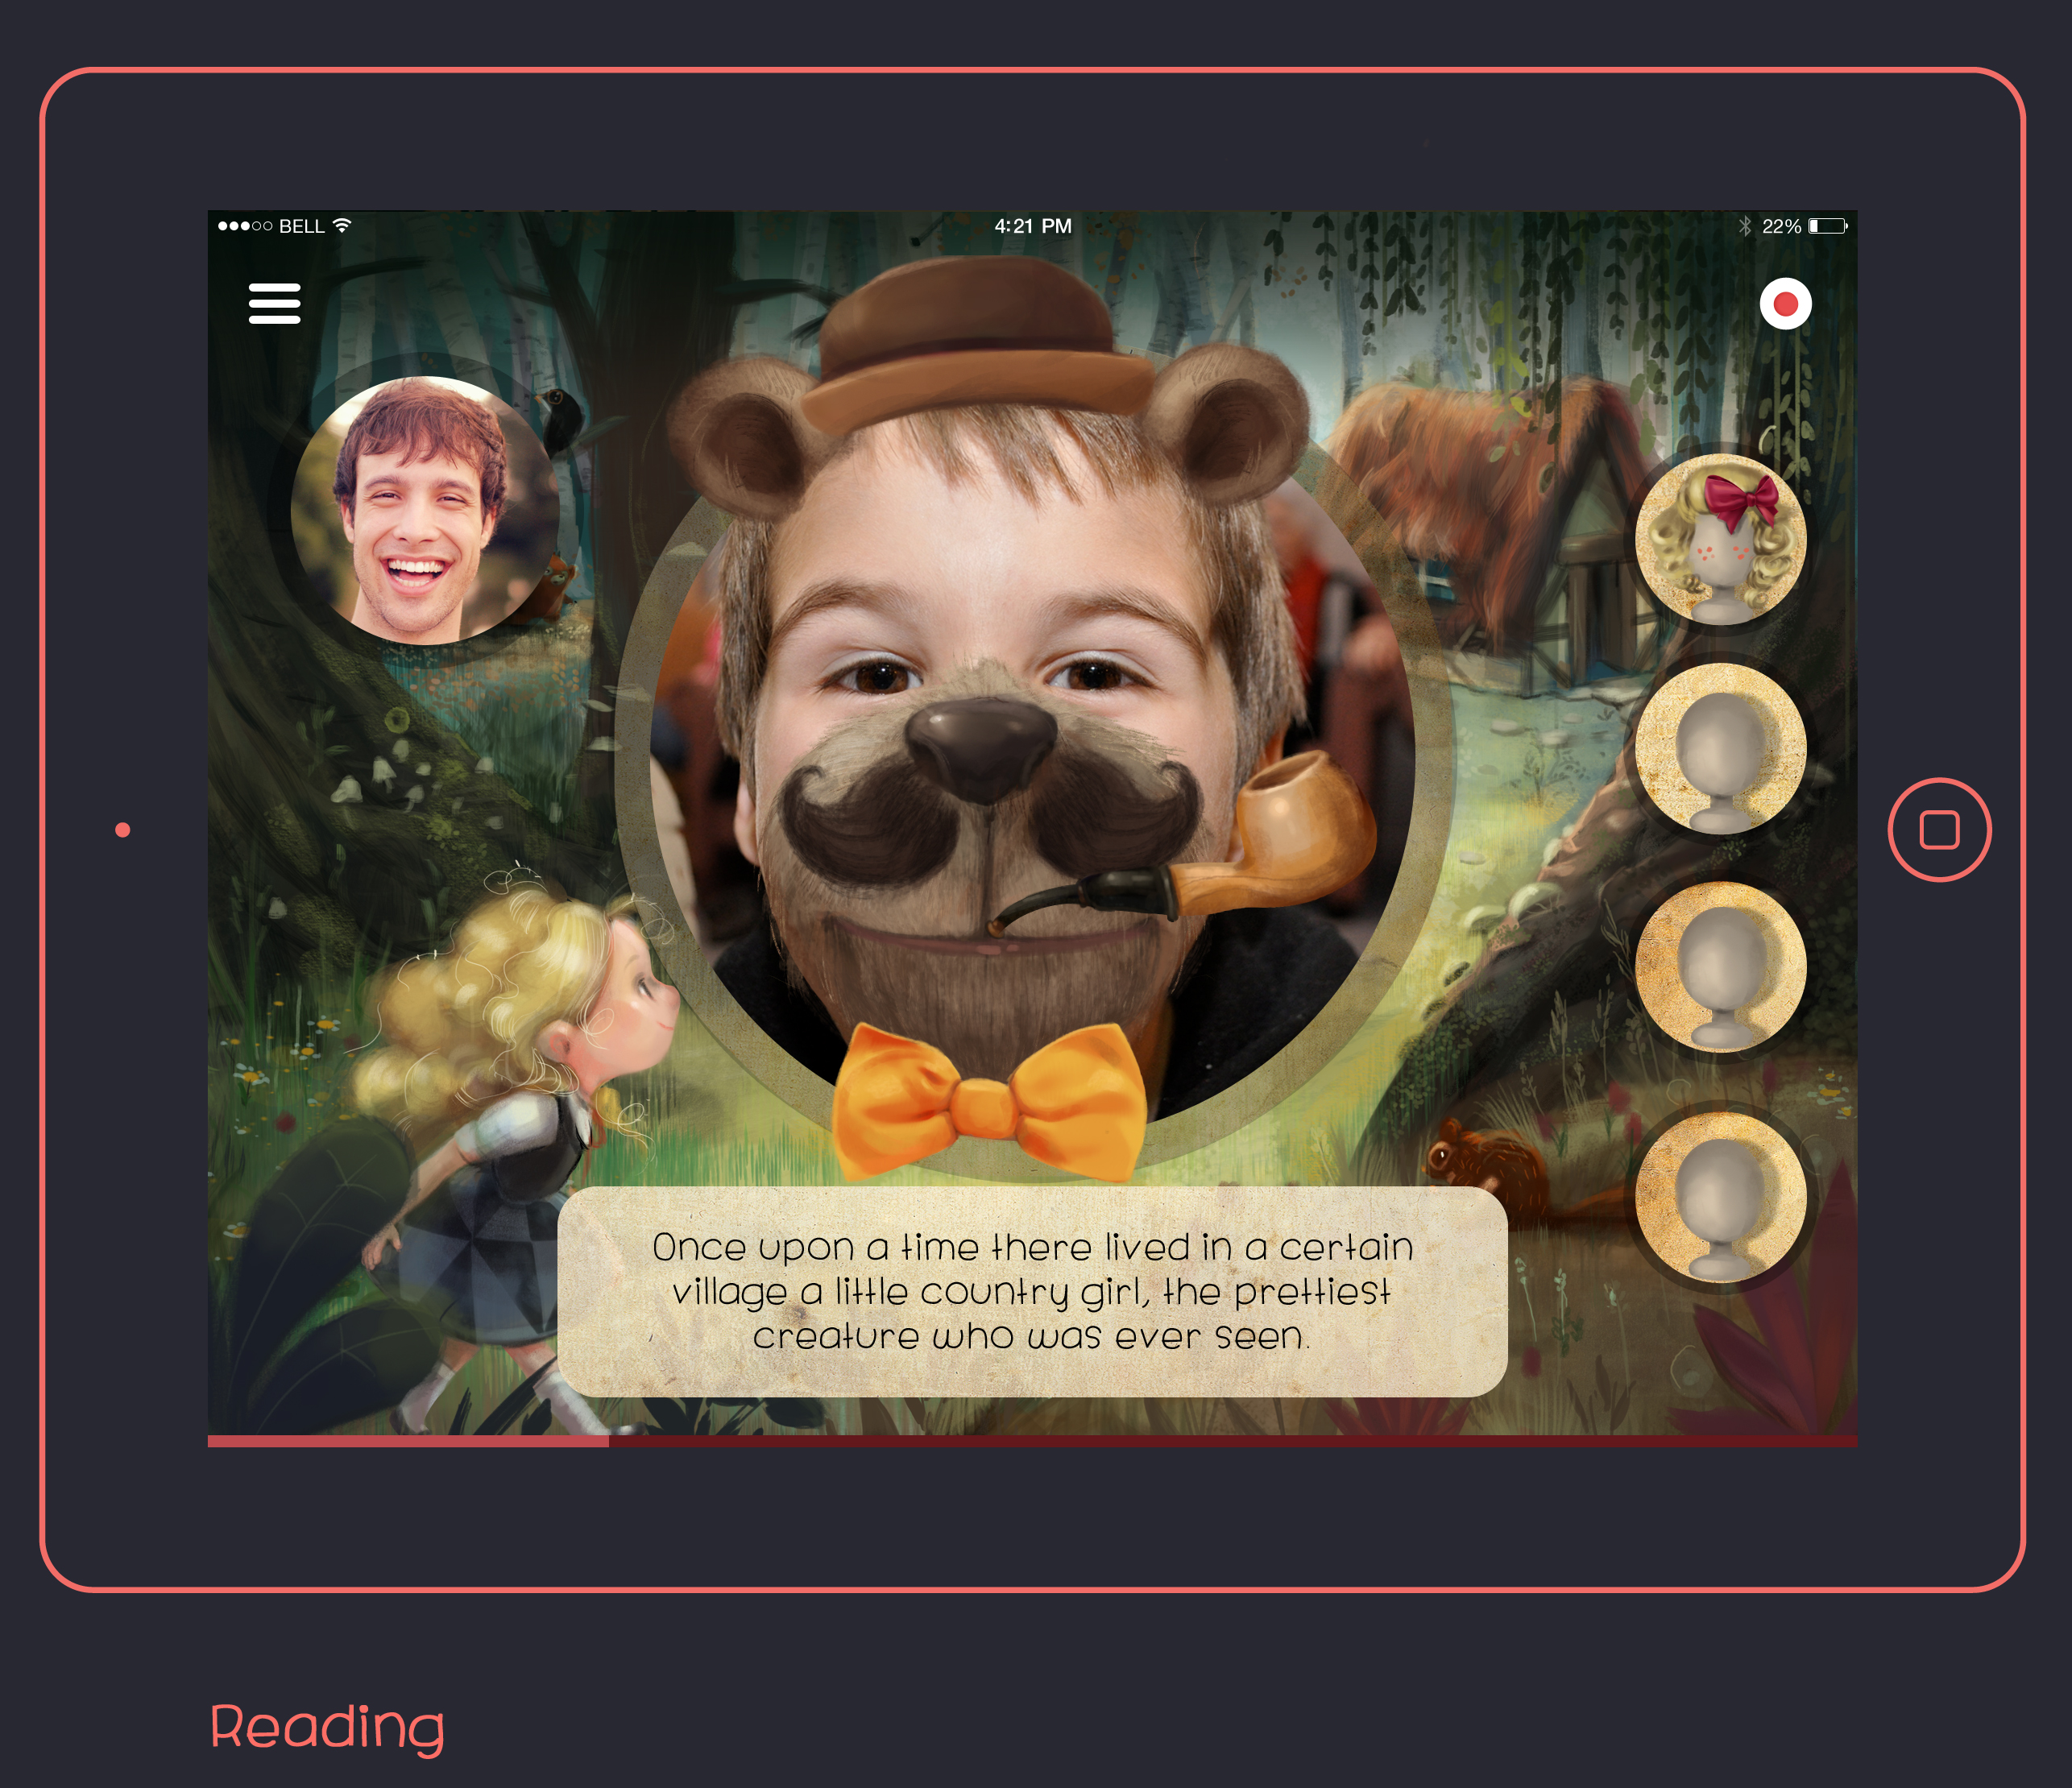 BELL
4:21 PM
22%
Once upon a time there lived in a certain
village a little country girl, the prettiest
creature who was ever seen.
Reading